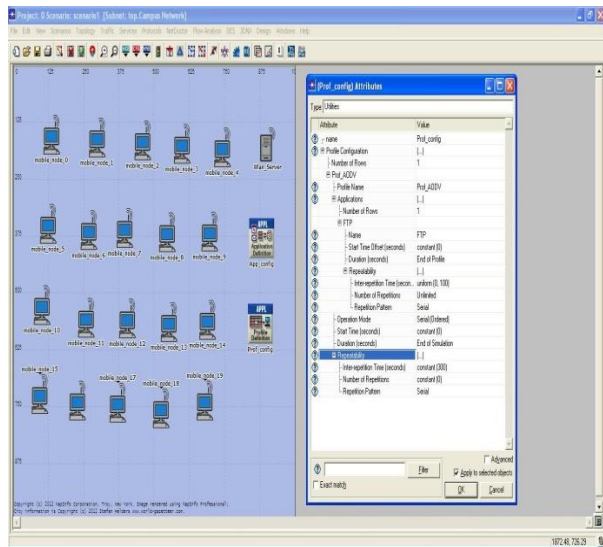 Project: 0 Scenario: scenario1 [Subnet: top.Campus Network]
File Edit View Scenarios Topology Traffic Services Protocols NetDoctor Flow Analysis DES 3DNV Design Windows Help
mobile_node_0
mobile_node_1
mobile_node_2
mobile_node_3
mobile_node_4
Wlan_Server
mobile_node_5
mobile_node_6
mobile_node_7
mobile_node_8
mobile_node_9
APPL
Application
Definition
App_config
mobile_node_10
mobile_node_11
mobile_node_12
mobile_node_13
mobile_node_14
APPL
Profile
Definition
Prof_config
mobile_node_15
mobile_node_17
mobile_node_18
mobile_node_19
(Prof_config) Attributes
Type: Utilities
Attribute Value
name Prof_config
Profile Configuration (...)
Number of Rows 1
Prof_AODV
Profile Name Prof_AODV
Applications (...)
Number of Rows 1
FTP
Name FTP
Start Time Offset (seconds) constant (0)
Duration (seconds) End of Profile
Repeatability (...)
Inter-repetition Time (secon... uniform (0, 100)
Number of Repetitions Unlimited
Repetition Pattern Serial
Operation Mode Serial (Ordered)
Start Time (seconds) constant (0)
Duration (seconds) End of Simulation
Repeatability (...)
Inter-repetition Time (seconds) constant (300)
Number of Repetitions constant (0)
Repetition Pattern Serial
Advanced
Filter
Apply to selected objects
Exact match
OK
Cancel
1872.48, 726.29